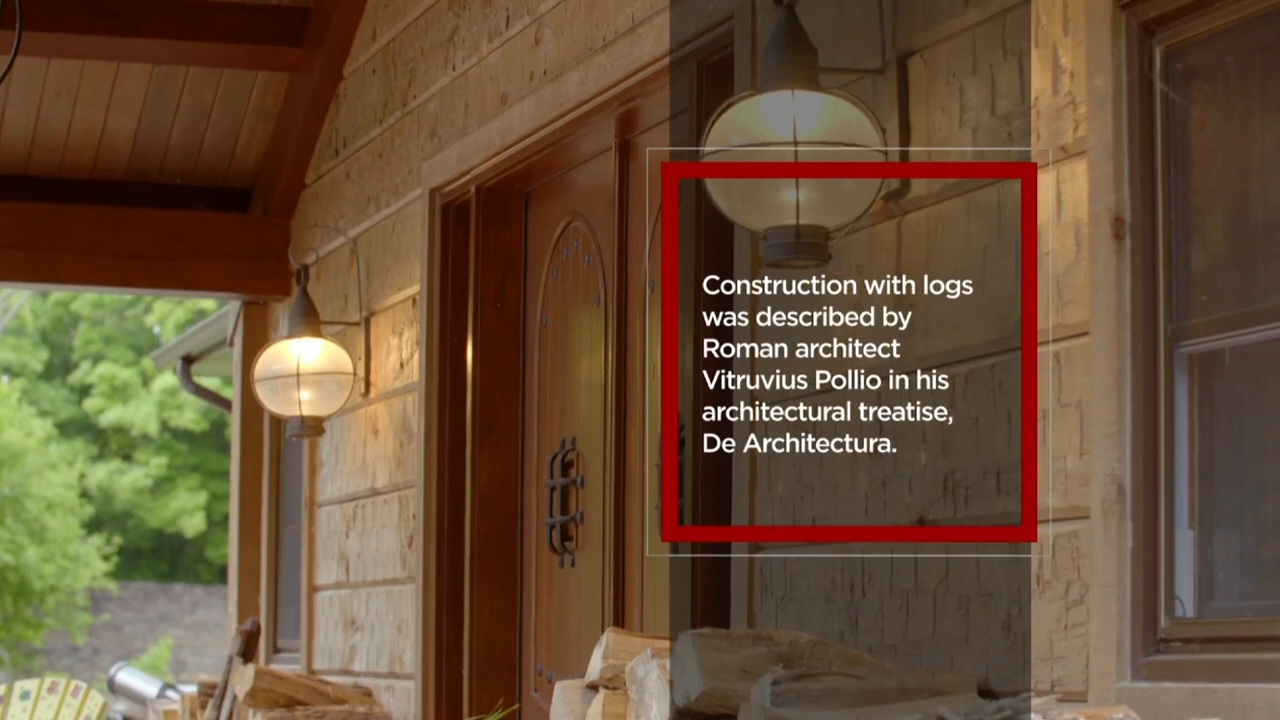 Construction with logs
was described by
Roman architect
Vitruvius Pollio in his
architectural treatise,
De Architectura.